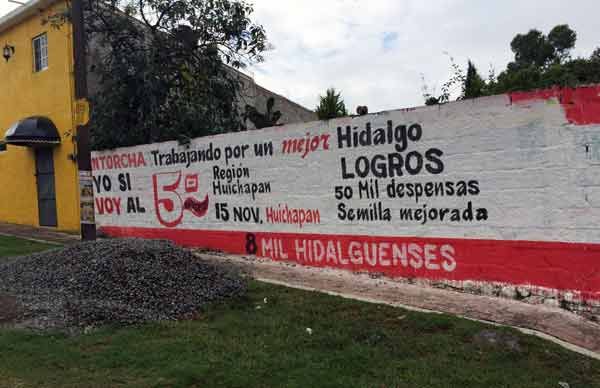 NTORCHA Trabajando por un mejor Hidalgo
YO SI
VOY AL 5º
Región
Huichapan
15 NOV. Huichapan
LOGROS
50 Mil despensas
Semilla mejorada
8 MIL HIDALGUENSES